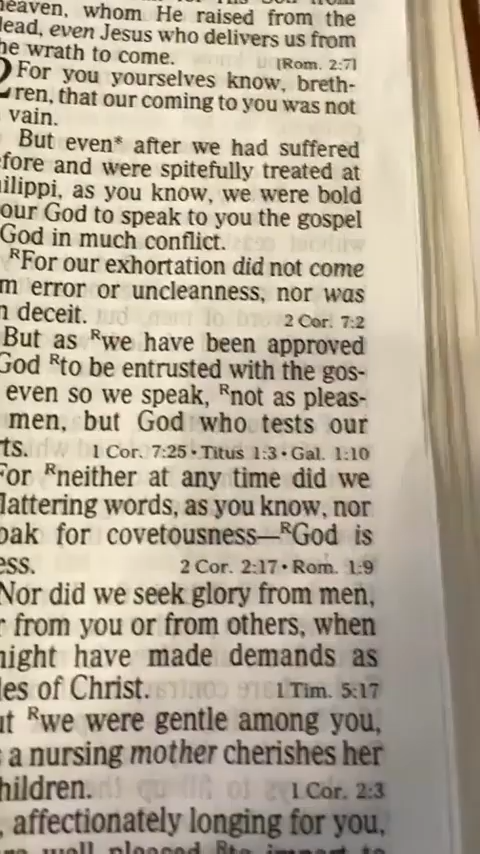 heaven, whom He raised from the
dead, even Jesus who delivers us from
the wrath to come. [Rom. 2:7]
2 For you yourselves know, breth-
ren, that our coming to you was not
vain.
But even* after we had suffered
fore and were spitefully treated at
ilippi, as you know, we were bold
our God to speak to you the gospel
God in much conflict.
RFor our exhortation did not come
m error or uncleanness, nor was
n deceit. 2 Cor. 7:2
But as Rwe have been approved
God Rto be entrusted with the gos-
even so we speak, Rnot as pleas-
men, but God who tests our
ts. 1 Cor. 7:25 • Titus 1:3 • Gal. 1:10
For Rneither at any time did we
lattering words, as you know, nor
oak for covetousness—RGod is
ess. 2 Cor. 2:17 • Rom. 1:9
Nor did we seek glory from men,
r from you or from others, when
night have made demands as
les of Christ. 1 Tim. 5:17
ut Rwe were gentle among you,
a nursing mother cherishes her
hildren. 1 Cor. 2:3
, affectionately longing for you,
well pleased Rto impart to